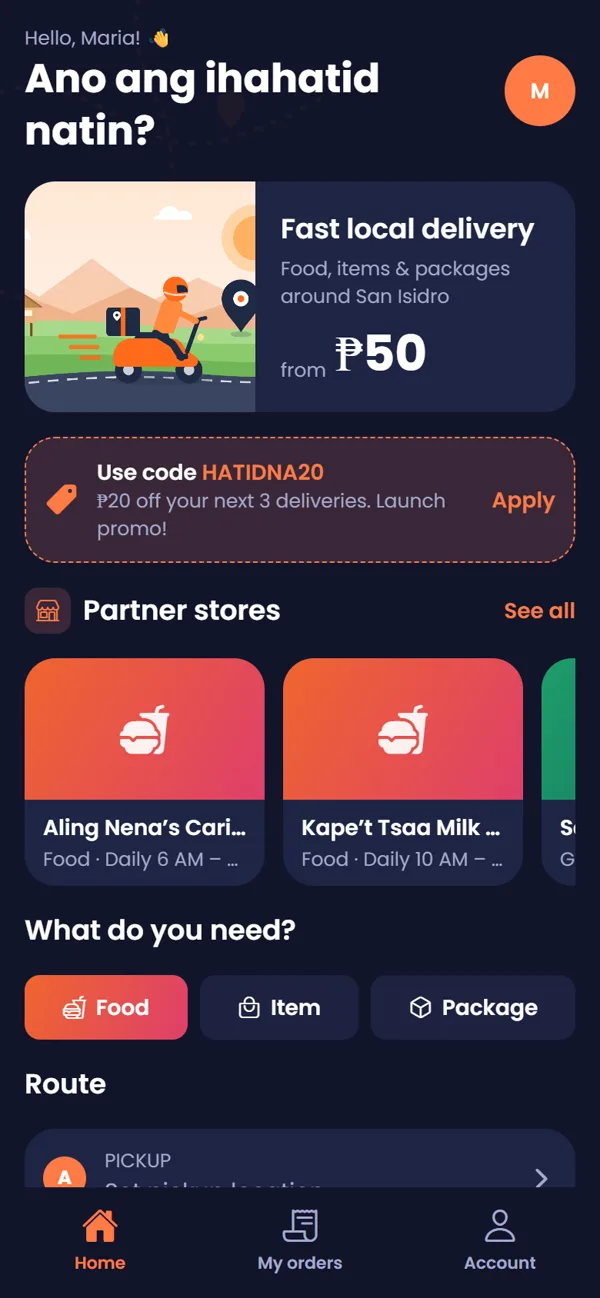 Hello, Maria! 👋
Ano ang ihahatid
natin?
M
Fast local delivery
Food, items & packages
around San Isidro
from ₱50
Use code HATIDNA20
₱20 off your next 3 deliveries. Launch
promo!
Apply
Partner stores
See all
Aling Nena’s Cari...
Food · Daily 6 AM – ...
Kape’t Tsaa Milk ...
Food · Daily 10 AM – ...
G
What do you need?
Food
Item
Package
Route
A
PICKUP
Home
My orders
Account